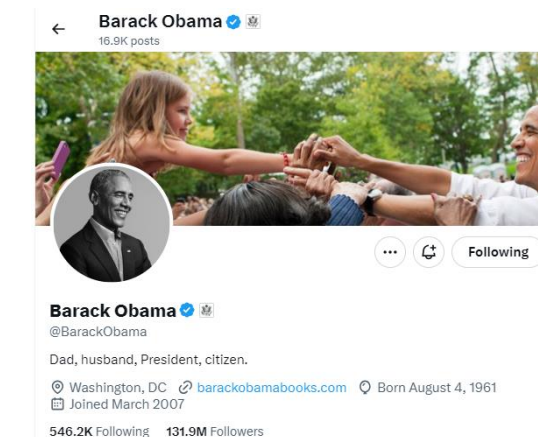 Barack Obama
16.9K posts
Following
Barack Obama
@BarackObama
Dad, husband, President, citizen.
Washington, DC barackobamabooks.com Born August 4, 1961
Joined March 2007
546.2K Following 131.9M Followers